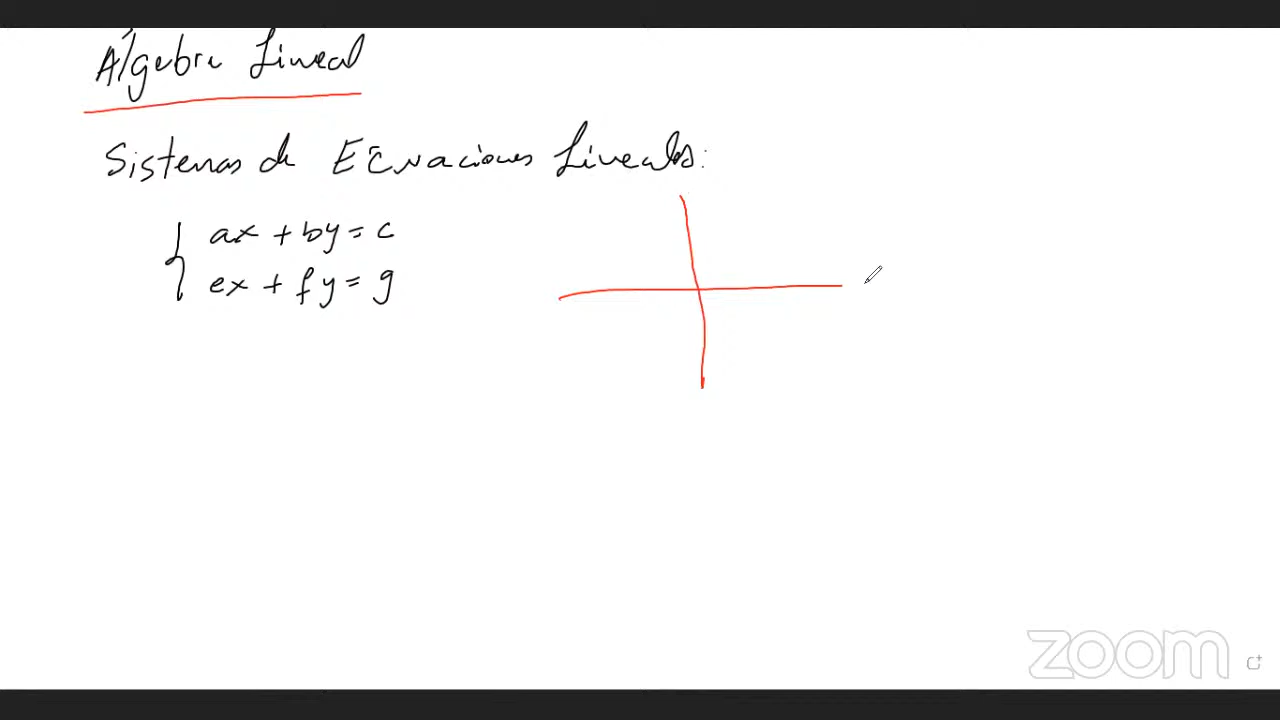 Álgebra Lineal
Sistemas de Ecuaciones Lineales:
ax + by = c
ex + fy = g
zoom